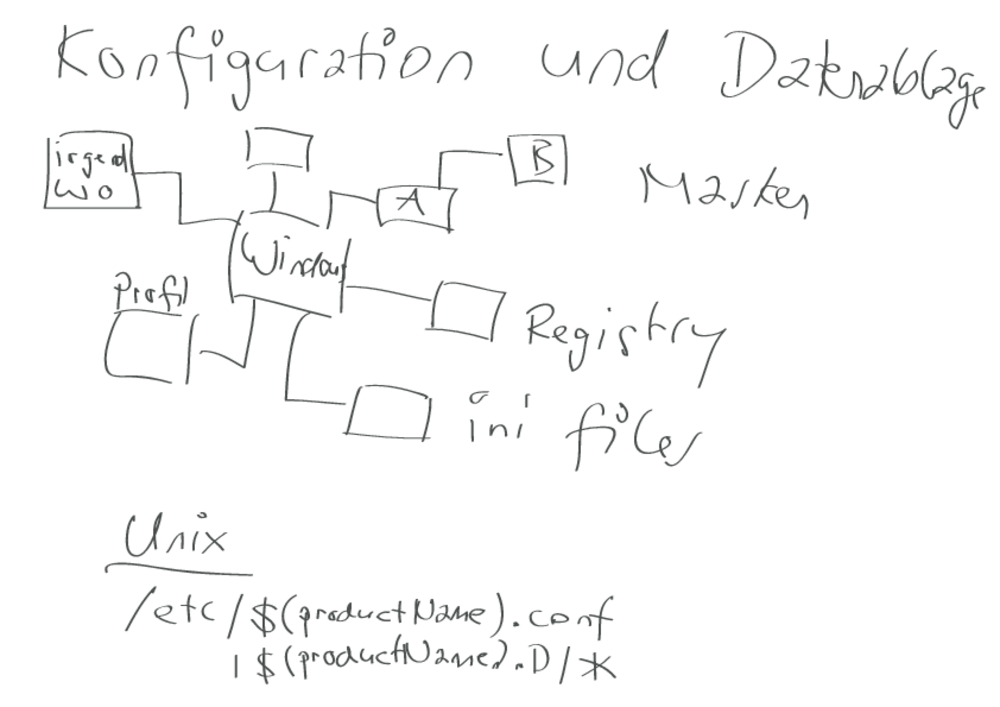 Konfiguration und Datenablage
irgend
wo
B
A
Masken
Windows
Profil
Registry
ini files
Unix
/etc/$(productName).conf
| $(productName).D/*